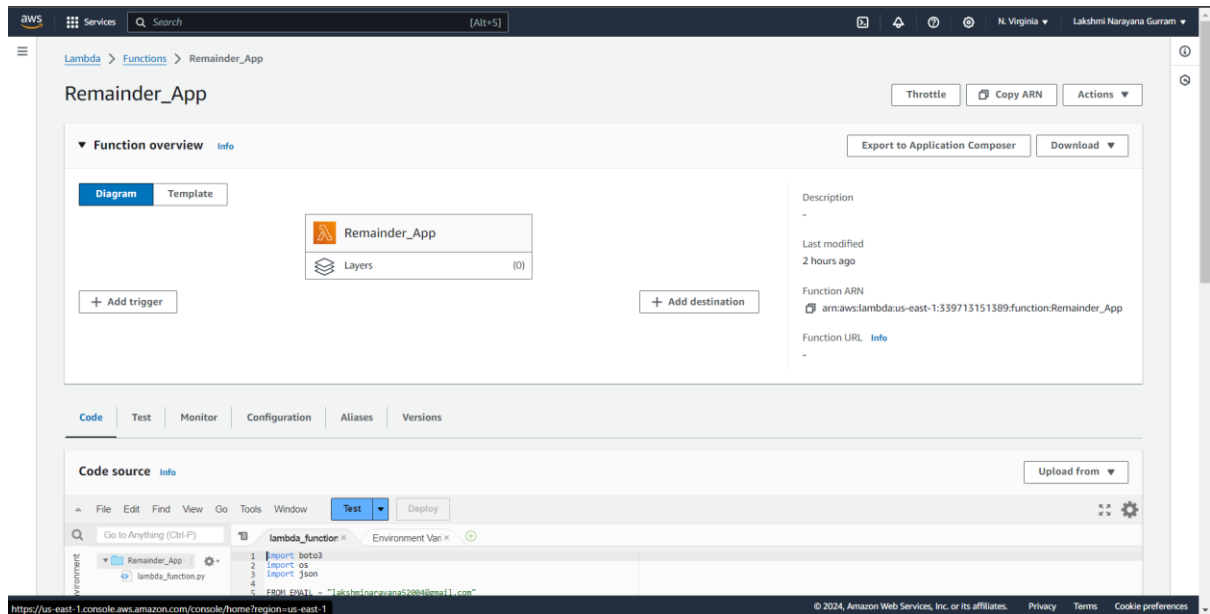 aws Services Search [Alt+S] N. Virginia Lakshmi Narayana Gurram
Lambda > Functions > Remainder_App
Remainder_App
Throttle Copy ARN Actions
Function overview Info
Export to Application Composer Download
Diagram Template
Remainder_App
Layers (0)
+ Add trigger
+ Add destination
Description
-
Last modified
2 hours ago
Function ARN
arn:aws:lambda:us-east-1:339713151389:function:Remainder_App
Function URL Info
-
Code Test Monitor Configuration Aliases Versions
Code source Info
Upload from
File Edit Find View Go Tools Window Test Deploy
Go to Anything (Ctrl-P)
lambda_function × Environment Vari ×
Remainder_App /
lambda_function.py
1 import boto3
2 import os
3 import json
4
5 FROM_EMAIL = "lakshminarayana52004@gmail.com"
https://us-east-1.console.aws.amazon.com/console/home?region=us-east-1
© 2024, Amazon Web Services, Inc. or its affiliates. Privacy Terms Cookie preferences